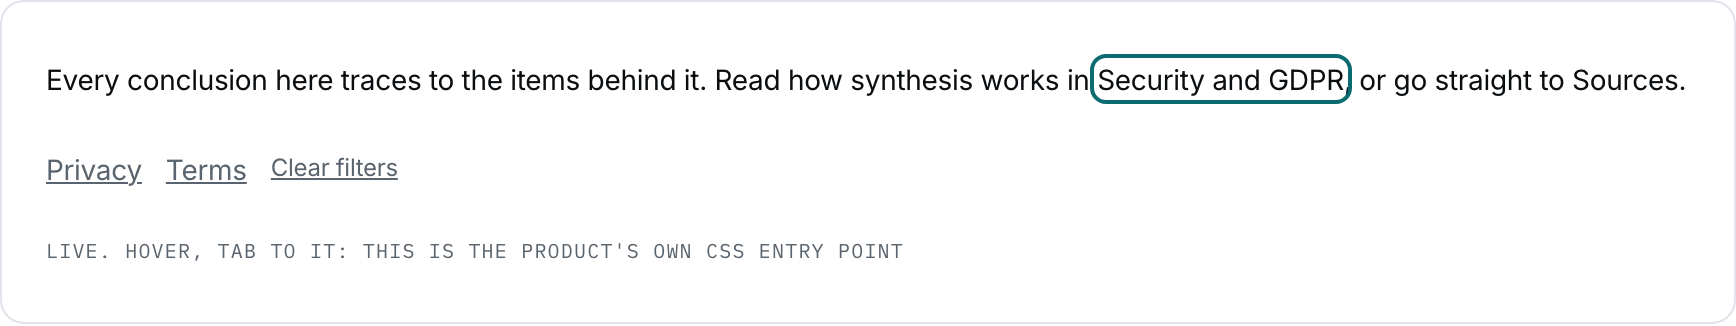 Every conclusion here traces to the items behind it. Read how synthesis works in Security and GDPR, or go straight to Sources.
Privacy Terms Clear filters
LIVE. HOVER, TAB TO IT: THIS IS THE PRODUCT'S OWN CSS ENTRY POINT